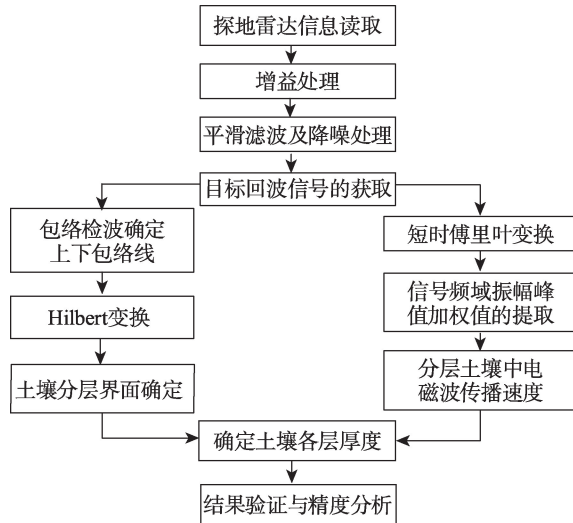 探地雷达信息读取
增益处理
平滑滤波及降噪处理
目标回波信号的获取
包络检波确定
上下包络线
Hilbert变换
土壤分层界面确定
短时傅里叶变换
信号频域振幅峰
值加权值的提取
分层土壤中电
磁波传播速度
确定土壤各层厚度
结果验证与精度分析